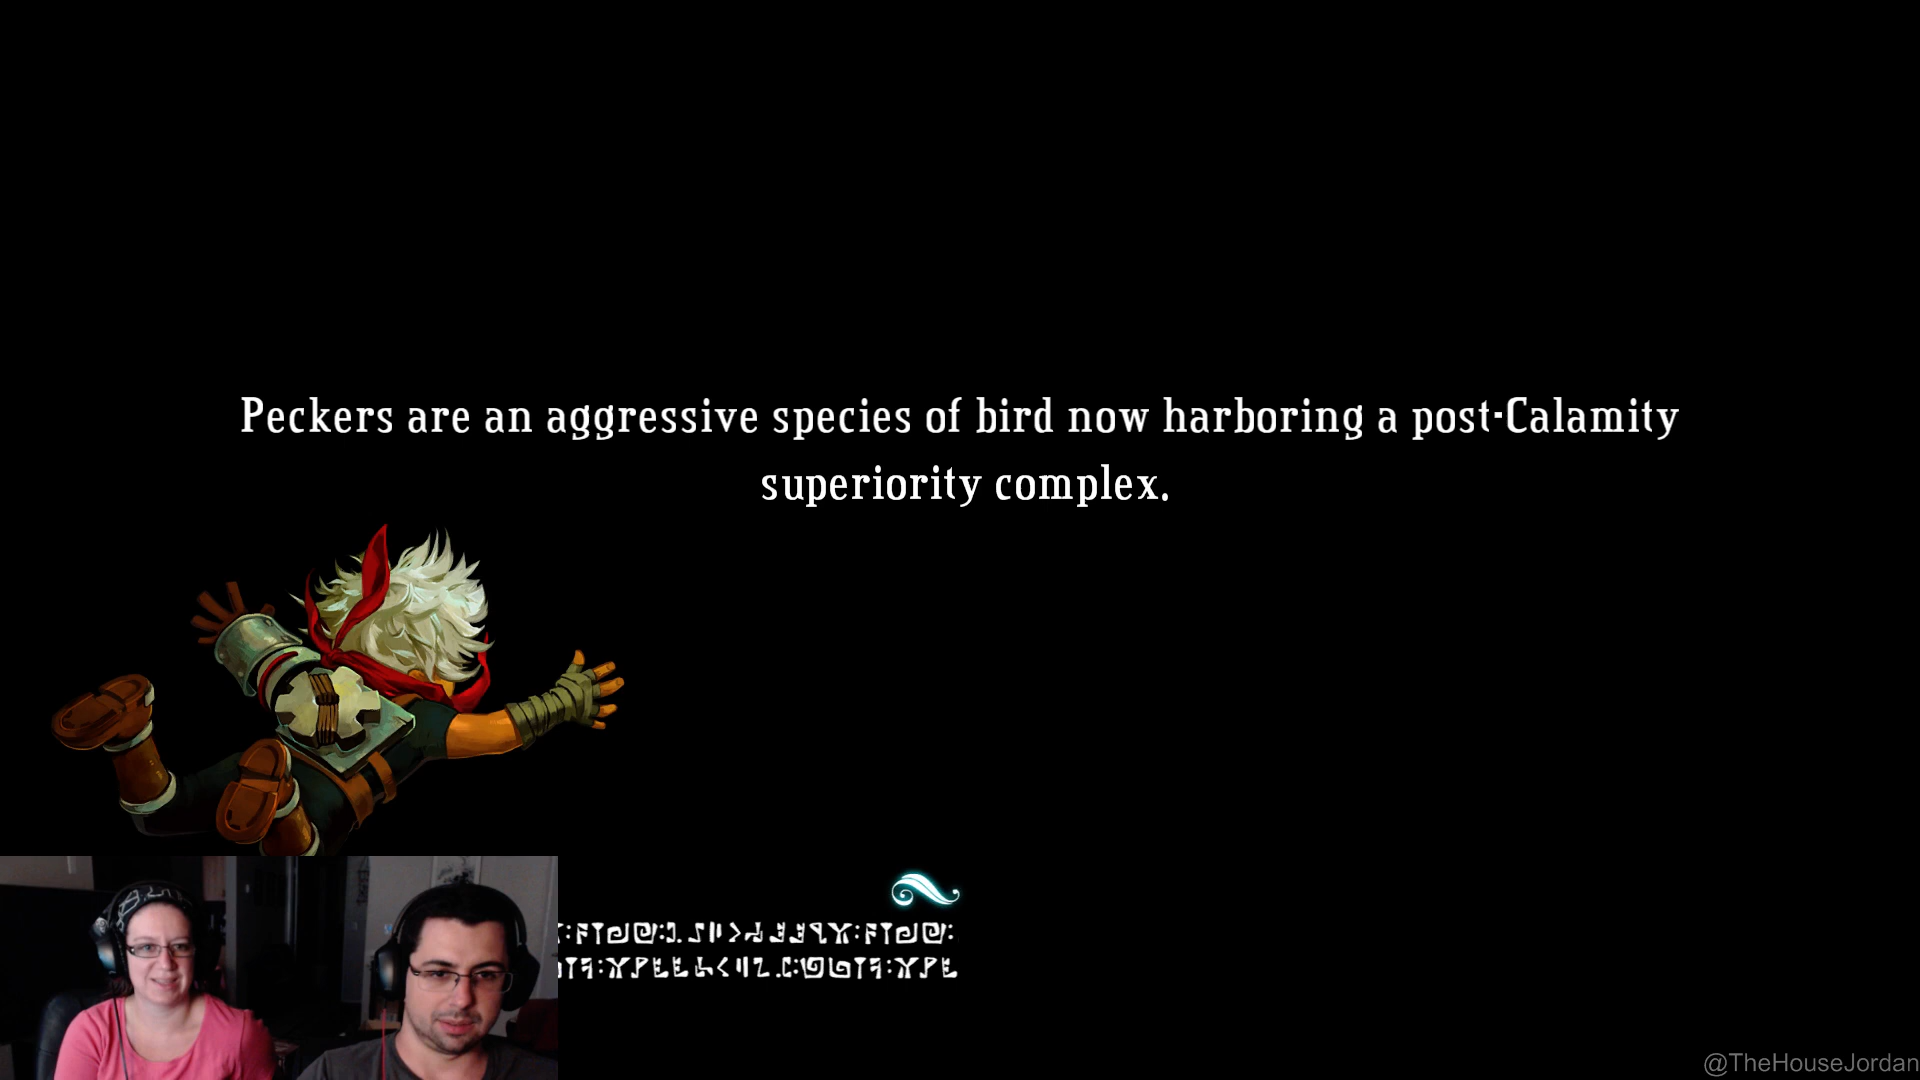 Peckers are an aggressive species of bird now harboring a post-Calamity
superiority complex.
@TheHouseJordan